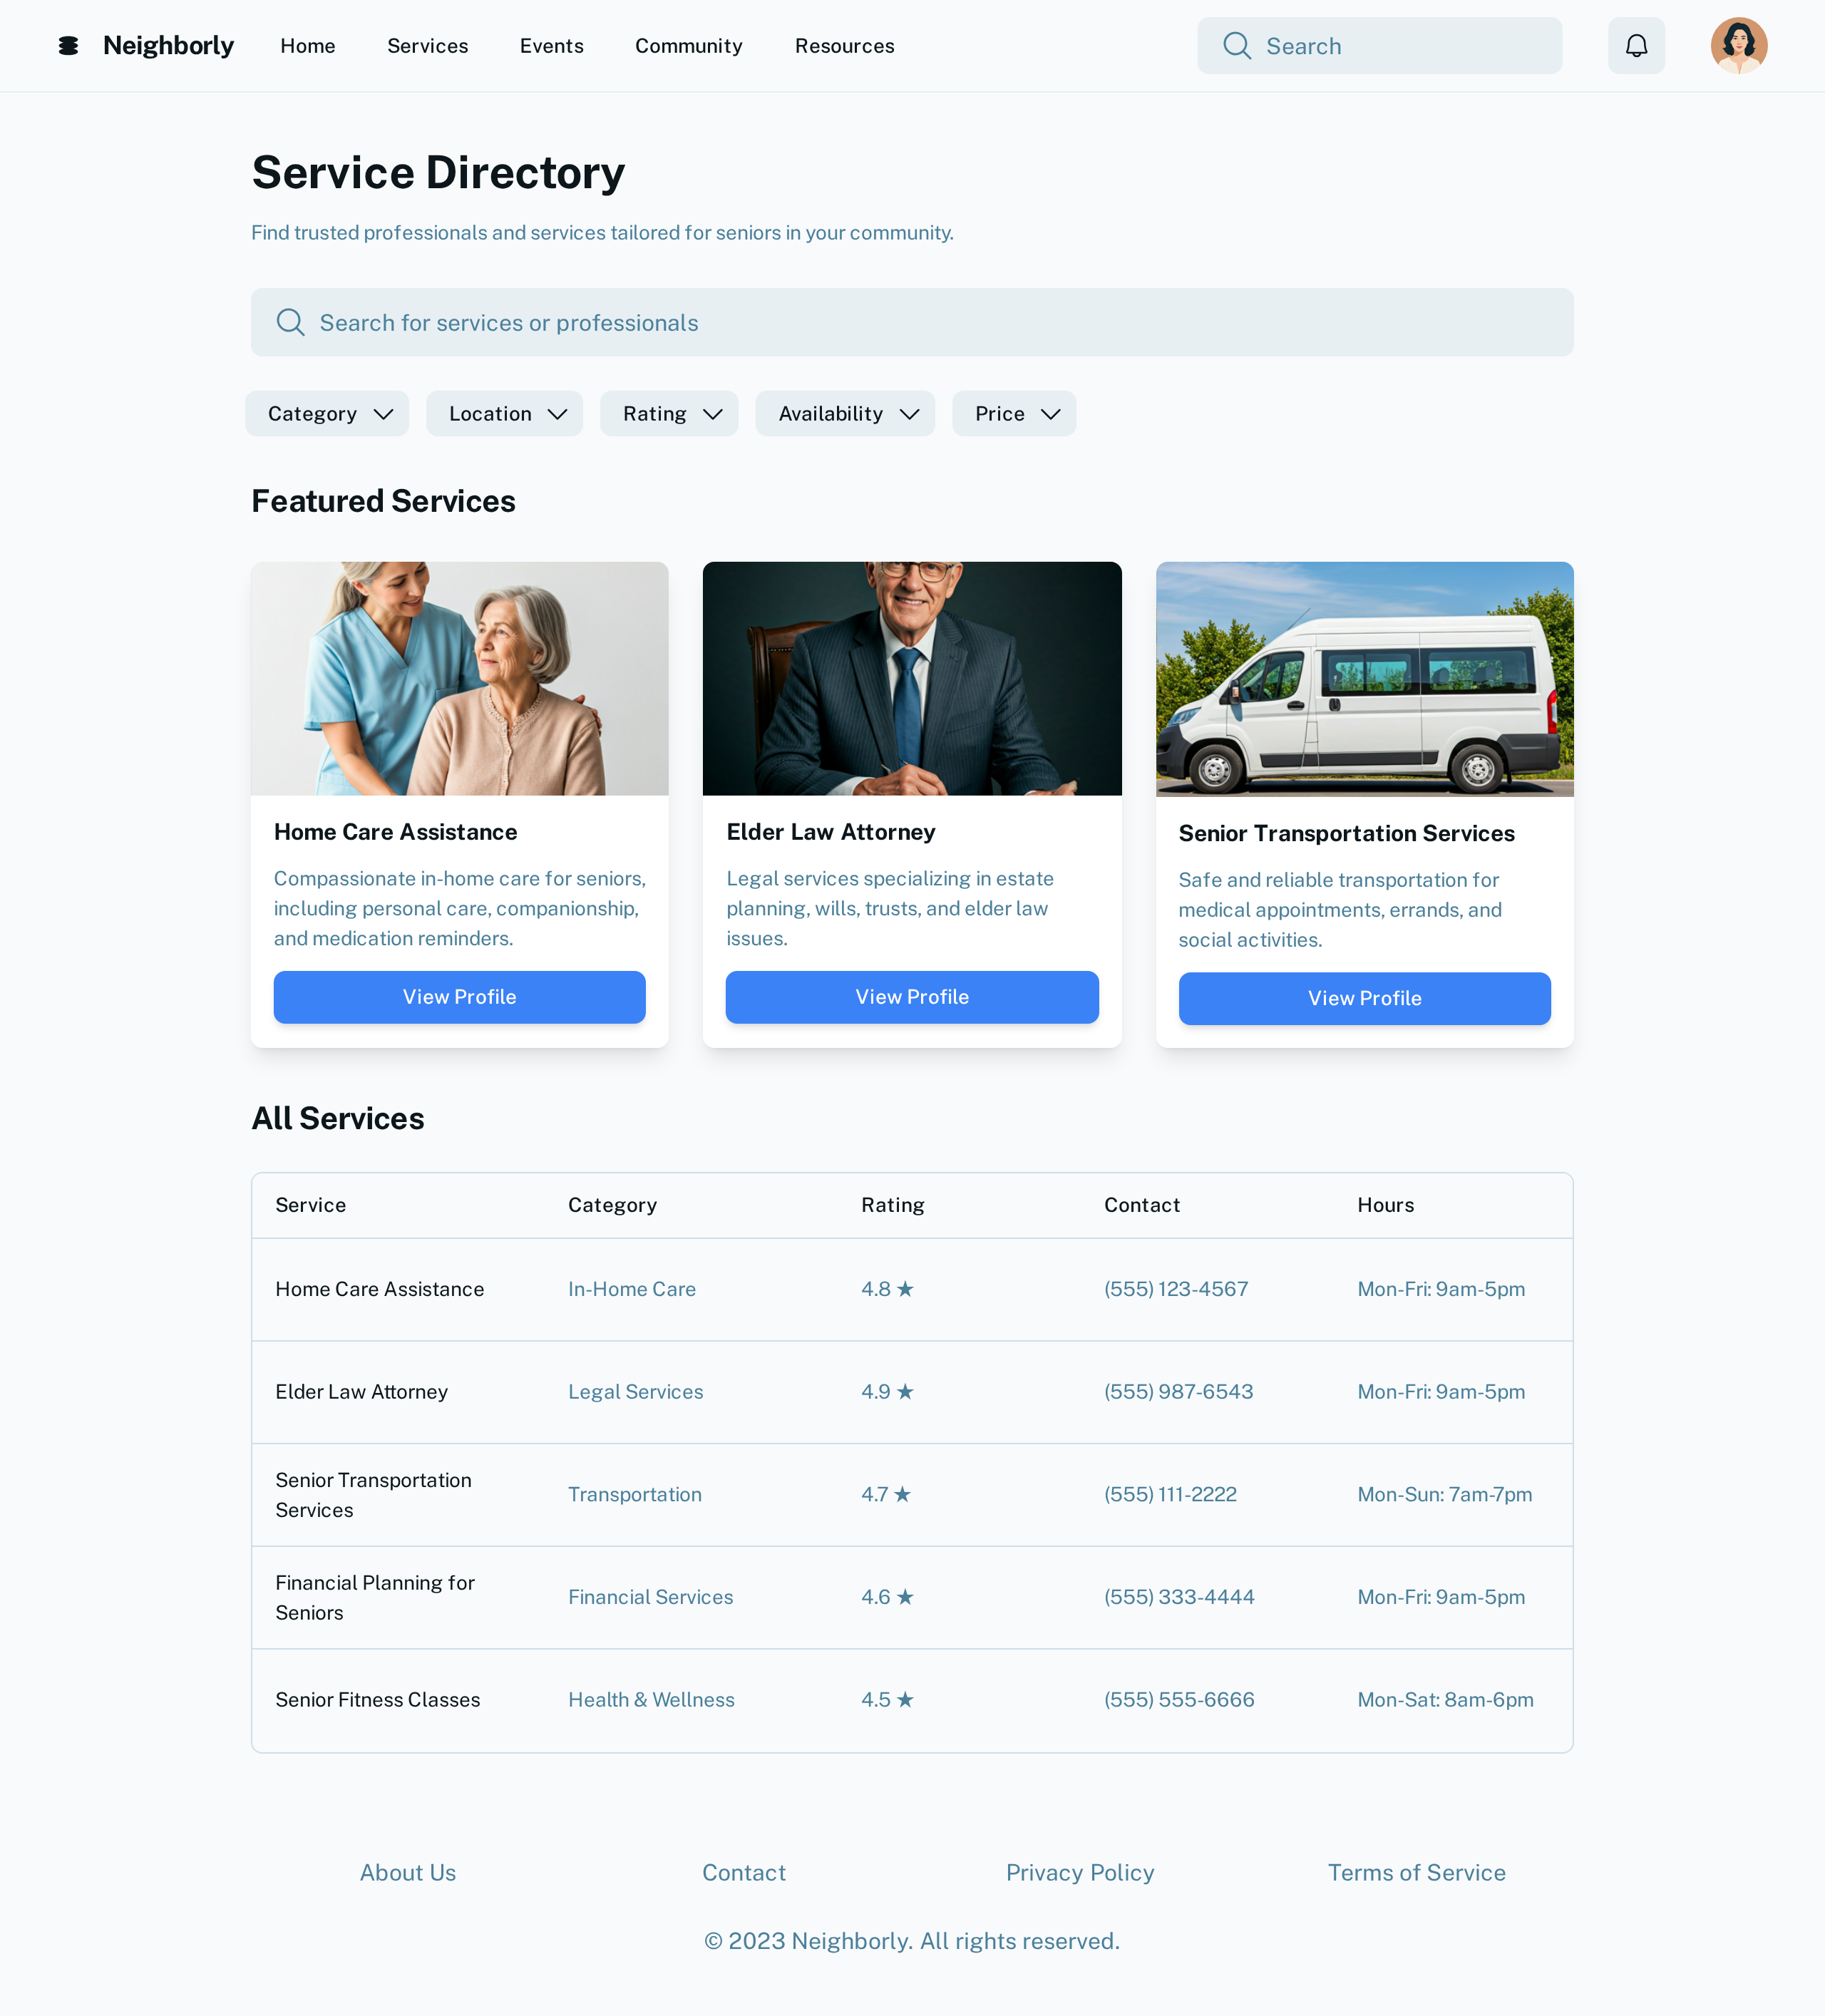 Neighborly
Home
Services
Events
Community
Resources
Search
Service Directory
Find trusted professionals and services tailored for seniors in your community.
Search for services or professionals
Category
Location
Rating
Availability
Price
Featured Services
Home Care Assistance
Compassionate in-home care for seniors,
including personal care, companionship,
and medication reminders.
View Profile
Elder Law Attorney
Legal services specializing in estate
planning, wills, trusts, and elder law
issues.
View Profile
Senior Transportation Services
Safe and reliable transportation for
medical appointments, errands, and
social activities.
View Profile
All Services
Service Category Rating Contact Hours
Home Care Assistance In-Home Care 4.8 ★ (555) 123-4567 Mon-Fri: 9am-5pm
Elder Law Attorney Legal Services 4.9 ★ (555) 987-6543 Mon-Fri: 9am-5pm
Senior Transportation
Services
Transportation 4.7 ★ (555) 111-2222 Mon-Sun: 7am-7pm
Financial Planning for
Seniors
Financial Services 4.6 ★ (555) 333-4444 Mon-Fri: 9am-5pm
Senior Fitness Classes Health & Wellness 4.5 ★ (555) 555-6666 Mon-Sat: 8am-6pm
About Us
Contact
Privacy Policy
Terms of Service
© 2023 Neighborly. All rights reserved.